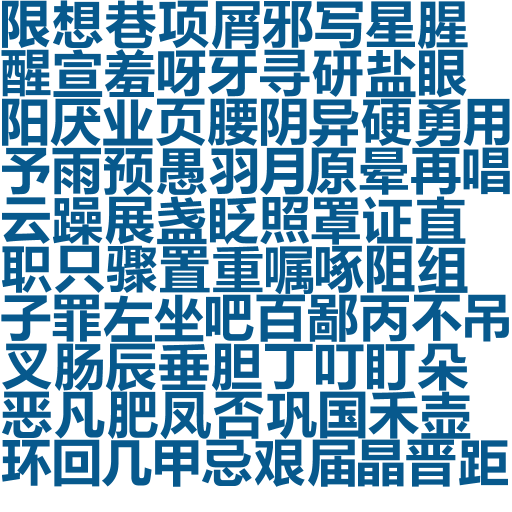 限想巷项屑邪写星腥
醒宣羞呀牙寻研盐眼
阳厌业页腰阴异硬勇用
予雨预愚羽月原晕再唱
云躁展盏眨照罩证直
职只骤置重嘱啄阻组
子罪左坐吧百鄙丙不吊
叉肠辰垂胆丁叮盯朵
恶凡肥凤否巩国禾壶
环回几甲忌艰届晶晋距